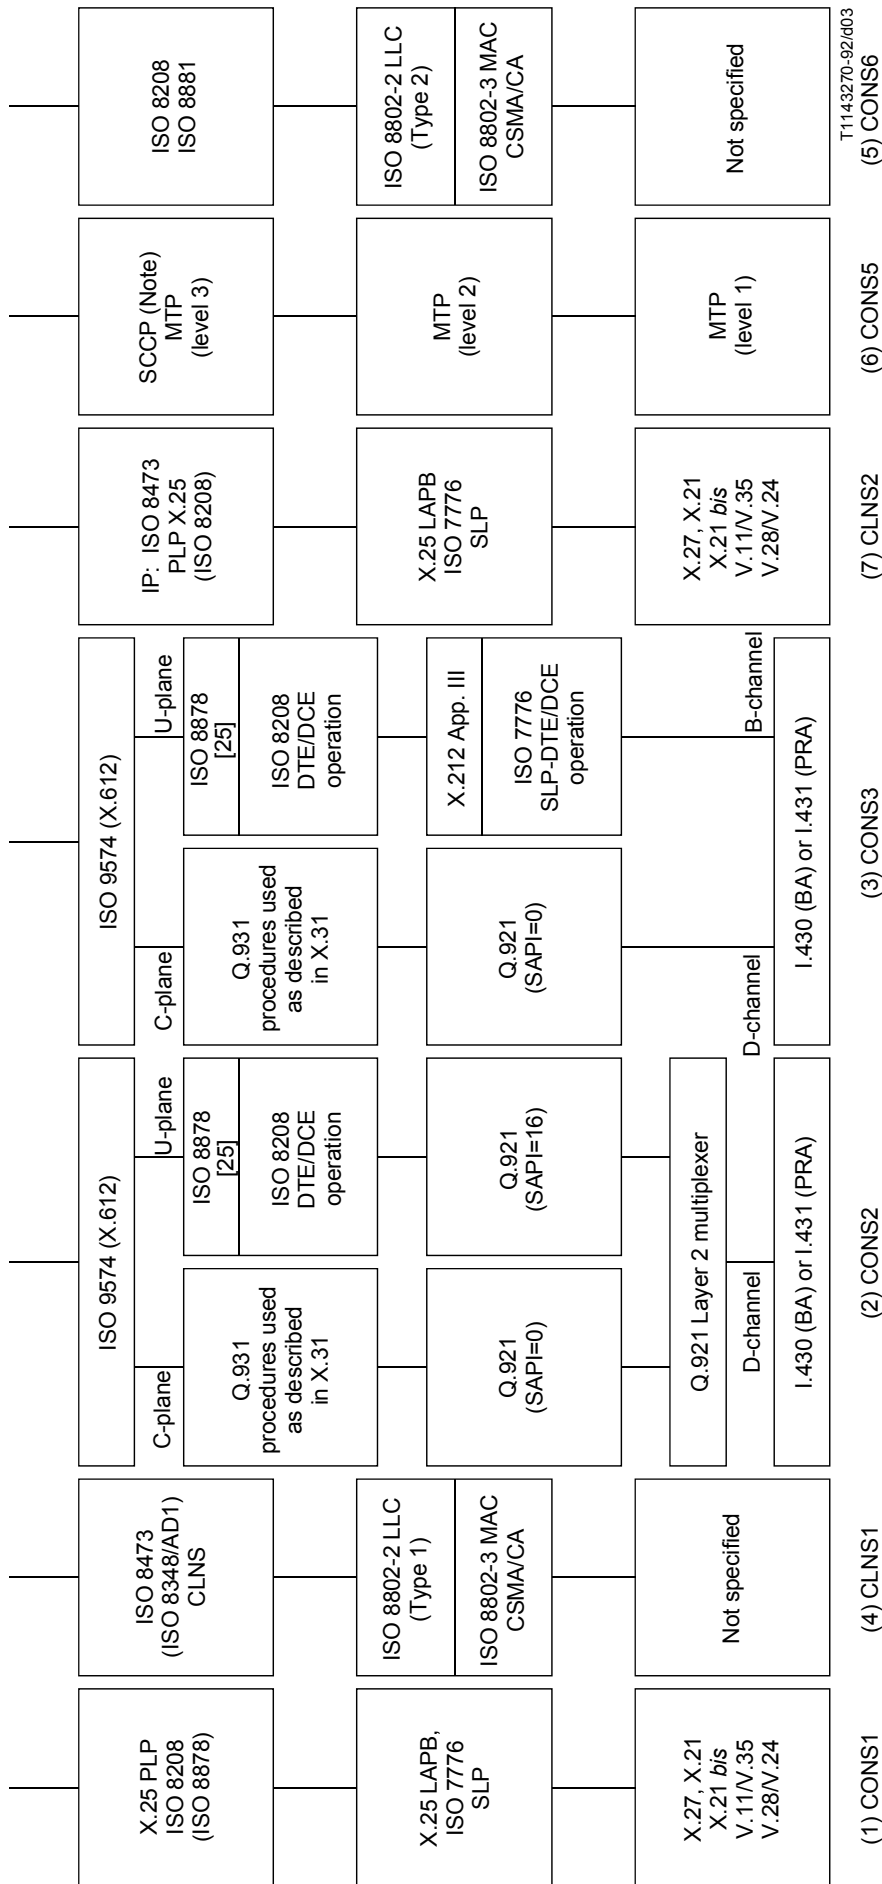 X.25 PLP
ISO 8208
(ISO 8878)
X.25 LAPB,
ISO 7776
SLP
X.27, X.21
X.21 bis
V.11/V.35
V.28/V.24
(1) CONS1
ISO 8473
(ISO 8348/AD1)
CLNS
ISO 8802-2 LLC
(Type 1)
ISO 8802-3 MAC
CSMA/CA
Not specified
(4) CLNS1
ISO 9574 (X.612)
C-plane
U-plane
Q.931
procedures used
as described
in X.31
ISO 8878
[25]
ISO 8208
DTE/DCE
operation
Q.921
(SAPI=0)
Q.921
(SAPI=16)
Q.921 Layer 2 multiplexer
D-channel
I.430 (BA) or I.431 (PRA)
(2) CONS2
ISO 9574 (X.612)
C-plane
U-plane
Q.931
procedures used
as described
in X.31
ISO 8878
[25]
ISO 8208
DTE/DCE
operation
Q.921
(SAPI=0)
X.212 App. III
ISO 7776
SLP-DTE/DCE
operation
D-channel
B-channel
I.430 (BA) or I.431 (PRA)
(3) CONS3
IP: ISO 8473
PLP X.25
(ISO 8208)
X.25 LAPB
ISO 7776
SLP
X.27, X.21
X.21 bis
V.11/V.35
V.28/V.24
(7) CLNS2
SCCP (Note)
MTP
(level 3)
MTP
(level 2)
MTP
(level 1)
(6) CONS5
ISO 8208
ISO 8881
ISO 8802-2 LLC
(Type 2)
ISO 8802-3 MAC
CSMA/CA
Not specified
T1143270-92/d03
(5) CONS6